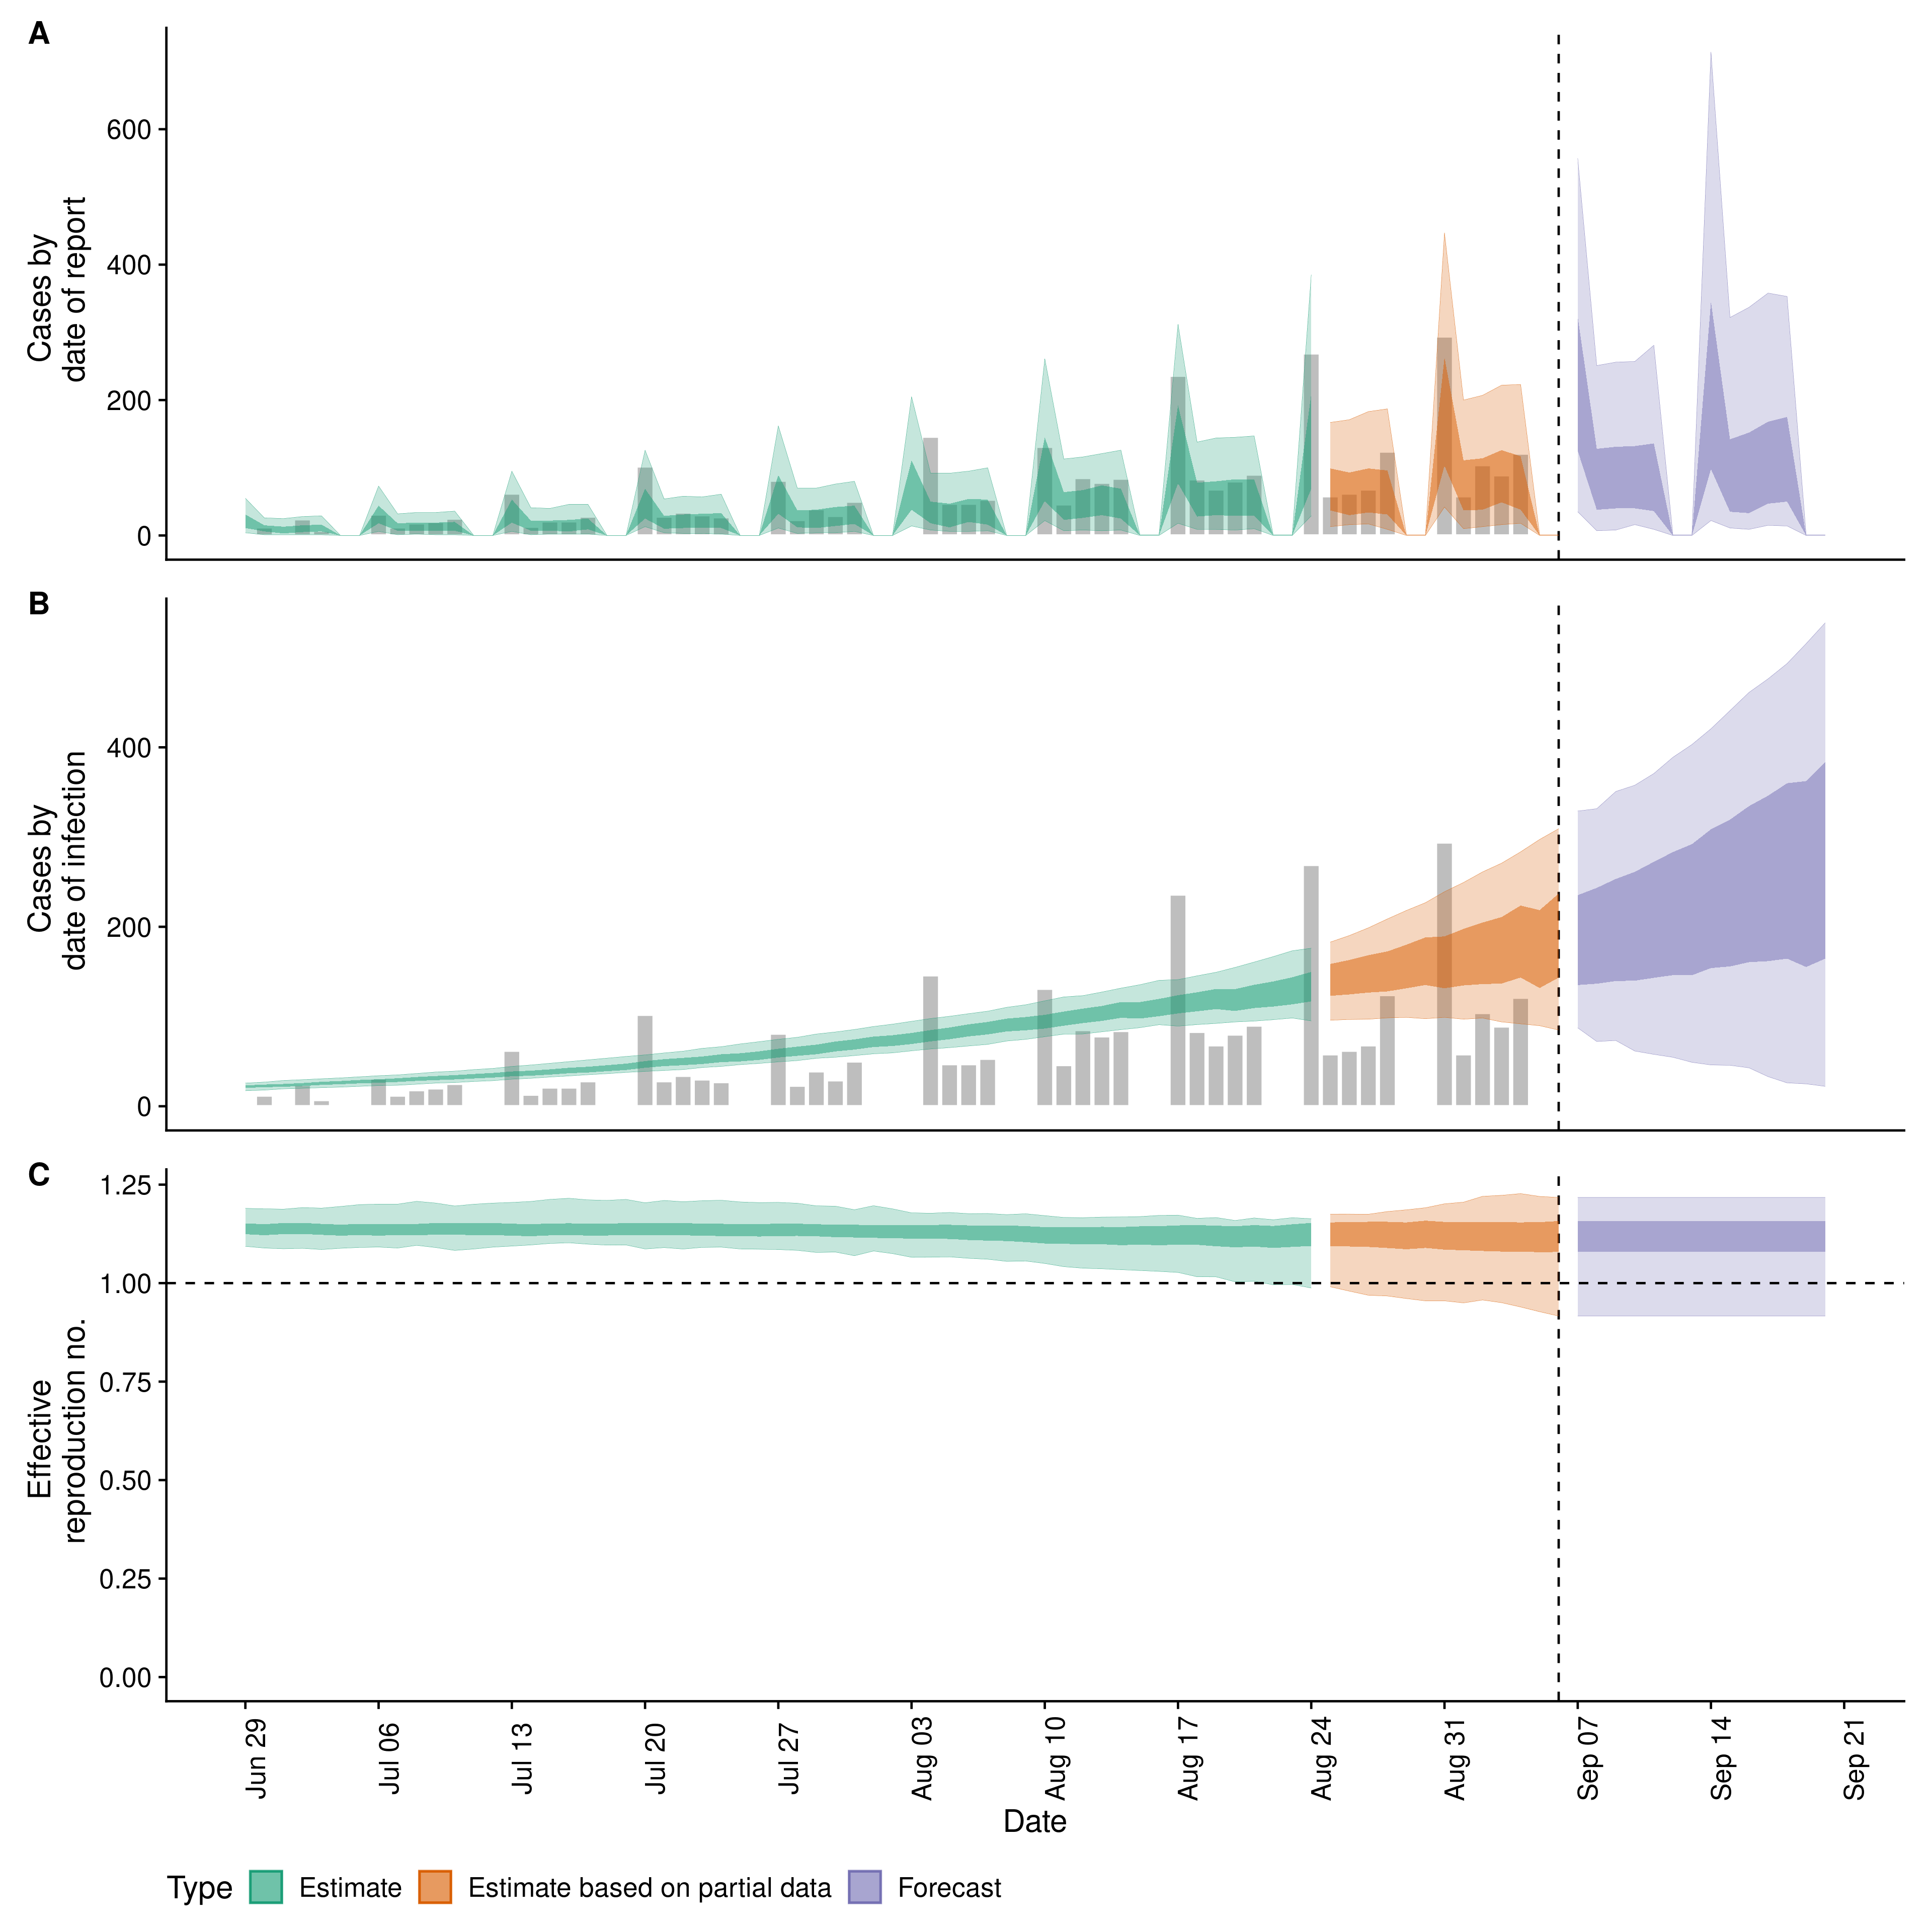 A
Cases by
date of report
600
400
200
0
B
Cases by
date of infection
400
200
0
C
Effective
reproduction no.
1.25
1.00
0.75
0.50
0.25
0.00
Jun 29
Jul 06
Jul 13
Jul 20
Jul 27
Aug 03
Aug 10
Aug 17
Aug 24
Aug 31
Sep 07
Sep 14
Sep 21
Date
Type Estimate Estimate based on partial data Forecast